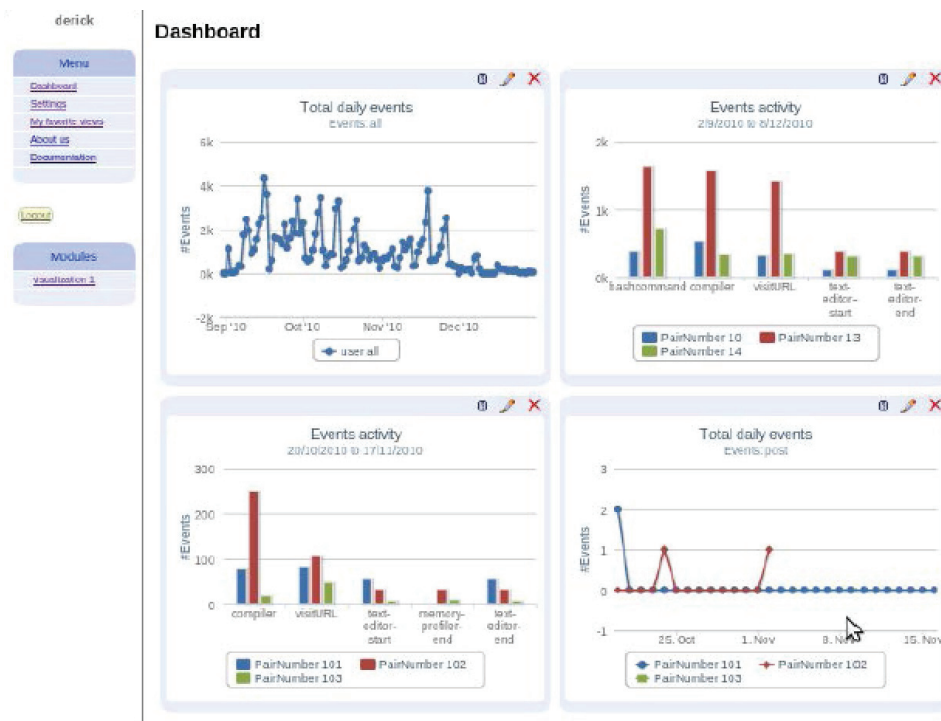 derick
Menu
Dashboard
Settings
My favorite views
About us
Documentation
Logout
Modules
visualization 1
Dashboard
Total daily events
Events: all
#Events
6k
4k
2k
0k
-2k
Sep '10
Oct '10
Nov '10
Dec '10
user all
Events activity
2/9/2010 to 8/12/2010
#Events
2k
1k
0k
bashcommand
compiler
visitURL
text-
editor-
start
text-
editor-
end
PairNumber 10
PairNumber 13
PairNumber 14
Events activity
20/10/2010 to 17/11/2010
#Events
300
200
100
0
compiler
visitURL
text-
editor-
start
memory-
profiler-
end
text-
editor-
end
PairNumber 101
PairNumber 102
PairNumber 103
Total daily events
Events: post
#Events
3
2
1
0
-1
25. Oct
1. Nov
15. Nov
PairNumber 101
PairNumber 102
PairNumber 103